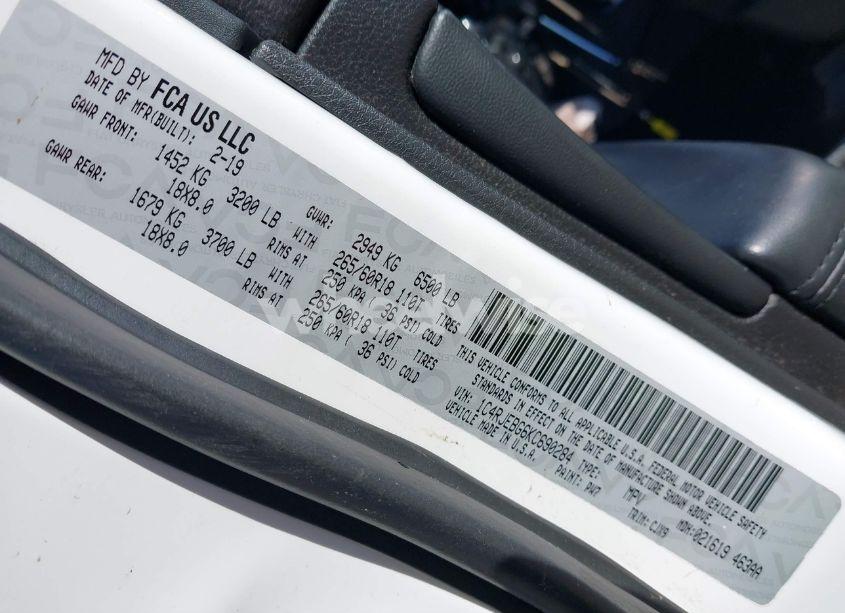 MFD BY FCA US LLC
DATE OF MFR(BUILT): 2-19 GVWR: 2949 KG 6500 LB
GAWR FRONT: 1452 KG 3200 LB WITH 265/60R18 110T TIRES
18X8.0 RIMS AT 250 KPA ( 36 PSI) COLD
GAWR REAR: 1679 KG 3700 LB WITH 265/60R18 110T TIRES
18X8.0 RIMS AT 250 KPA ( 36 PSI) COLD
THIS VEHICLE CONFORMS TO ALL APPLICABLE U.S.A. FEDERAL MOTOR VEHICLE SAFETY
STANDARDS IN EFFECT ON THE DATE OF MANUFACTURE SHOWN ABOVE.
VIN: 1C4RJEBG6KC690284 TYPE: MPV MDH:021619 463AA
VEHICLE MADE IN U.S.A. PAINT: PW7 TRIM: CJX9